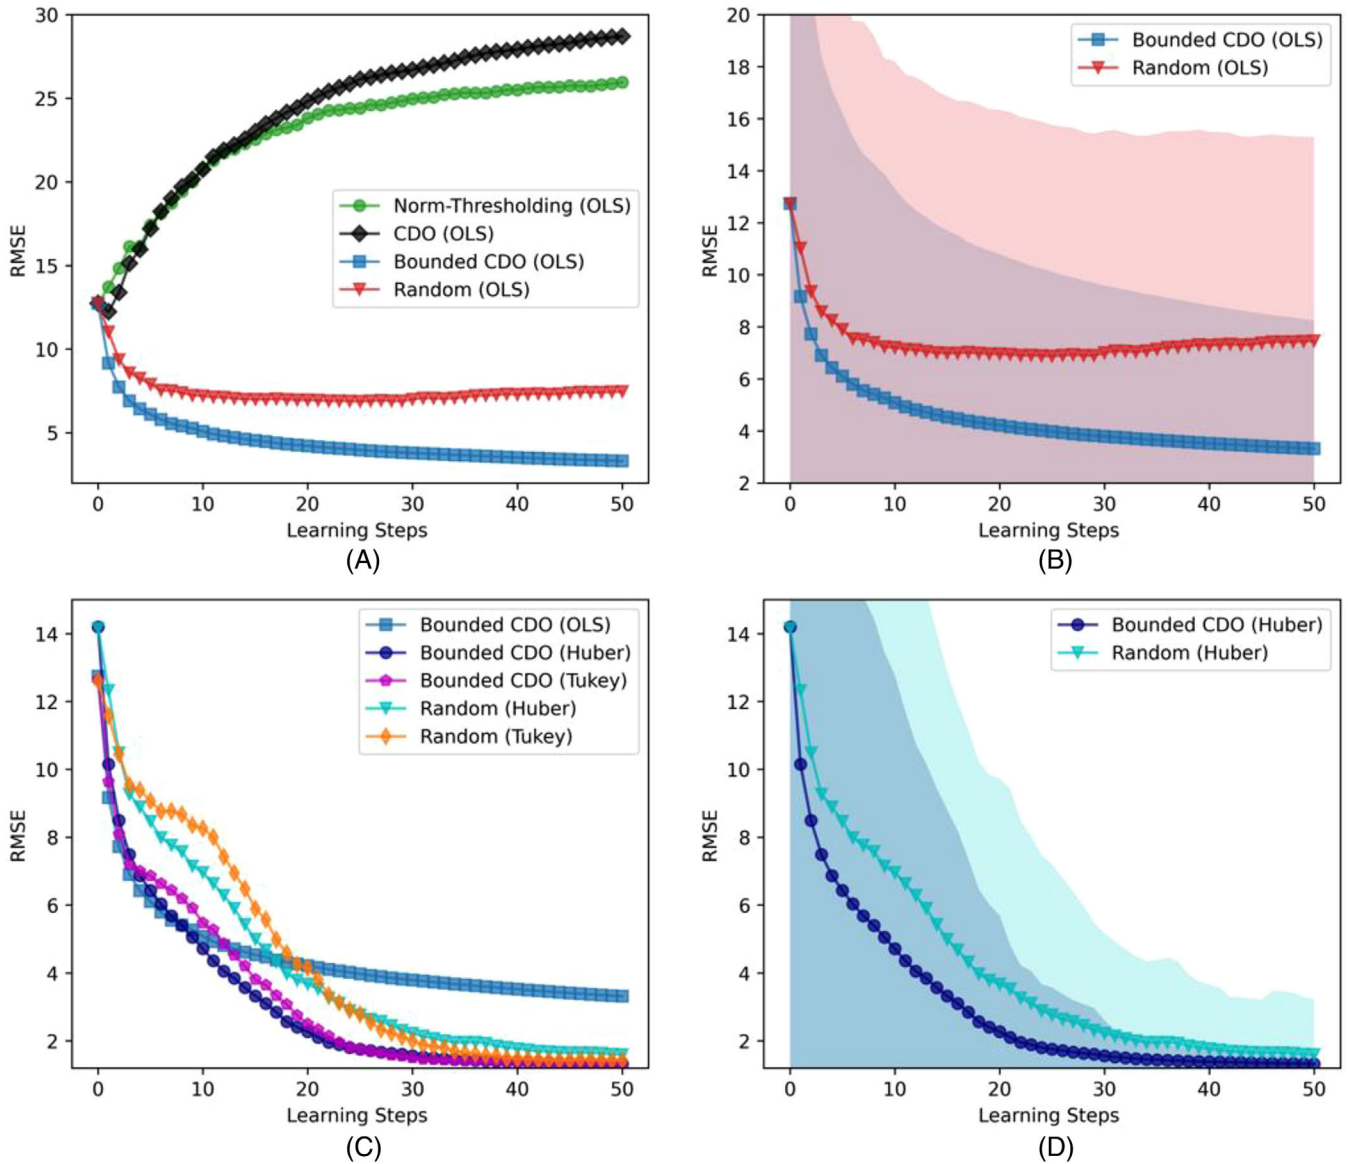 30
25
20
15
10
5
RMSE
Norm-Thresholding (OLS)
CDO (OLS)
Bounded CDO (OLS)
Random (OLS)
0 10 20 30 40 50
Learning Steps
(A)
20
18
16
14
12
10
8
6
4
2
RMSE
Bounded CDO (OLS)
Random (OLS)
0 10 20 30 40 50
Learning Steps
(B)
14
12
10
8
6
4
2
RMSE
Bounded CDO (OLS)
Bounded CDO (Huber)
Bounded CDO (Tukey)
Random (Huber)
Random (Tukey)
0 10 20 30 40 50
Learning Steps
(C)
14
12
10
8
6
4
2
RMSE
Bounded CDO (Huber)
Random (Huber)
0 10 20 30 40 50
Learning Steps
(D)